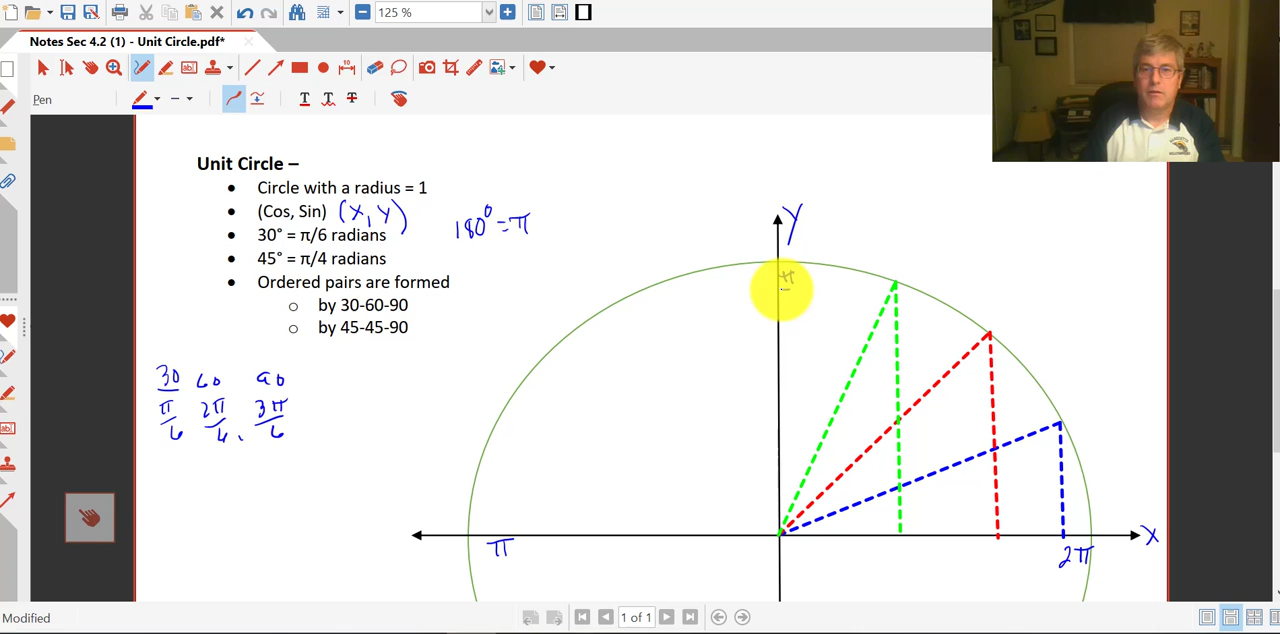 125 %
Notes Sec 4.2 (1) - Unit Circle.pdf*
Pen
Unit Circle –
• Circle with a radius = 1
• (Cos, Sin) (X, Y)
180° = π
• 30° = π/6 radians
• 45° = π/4 radians
• Ordered pairs are formed
o by 30-60-90
o by 45-45-90
30 60 90
π/6 2π/6, 3π/6
Y
π
X
π
2π
Modified
1 of 1